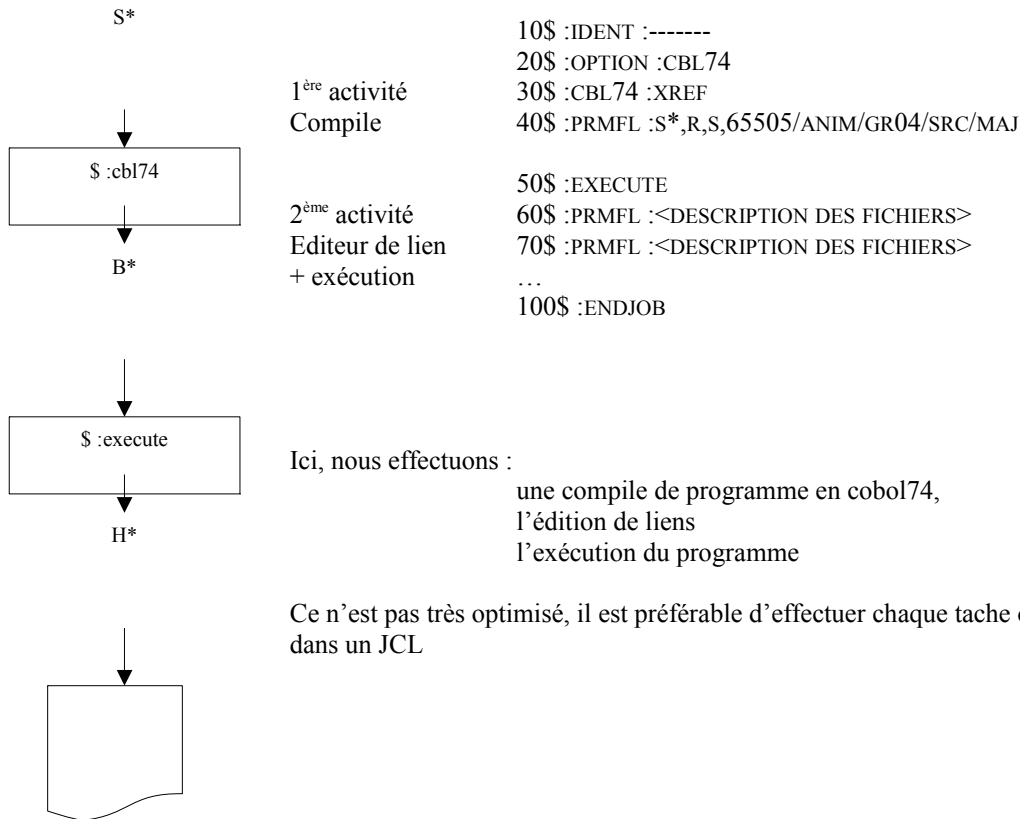 S*
10$ :IDENT :-------
20$ :OPTION :CBL74
1ère activité 30$ :CBL74 :XREF
Compile 40$ :PRMFL :S*,R,S,65505/ANIM/GR04/SRC/MAJ
$ :cbl74
50$ :EXECUTE
2ème activité 60$ :PRMFL :<DESCRIPTION DES FICHIERS>
Editeur de lien 70$ :PRMFL :<DESCRIPTION DES FICHIERS>
B*
+ exécution …
100$ :ENDJOB
$ :execute
Ici, nous effectuons :
une compile de programme en cobol74,
l’édition de liens
H*
l’exécution du programme
Ce n’est pas très optimisé, il est préférable d’effectuer chaque tache
dans un JCL